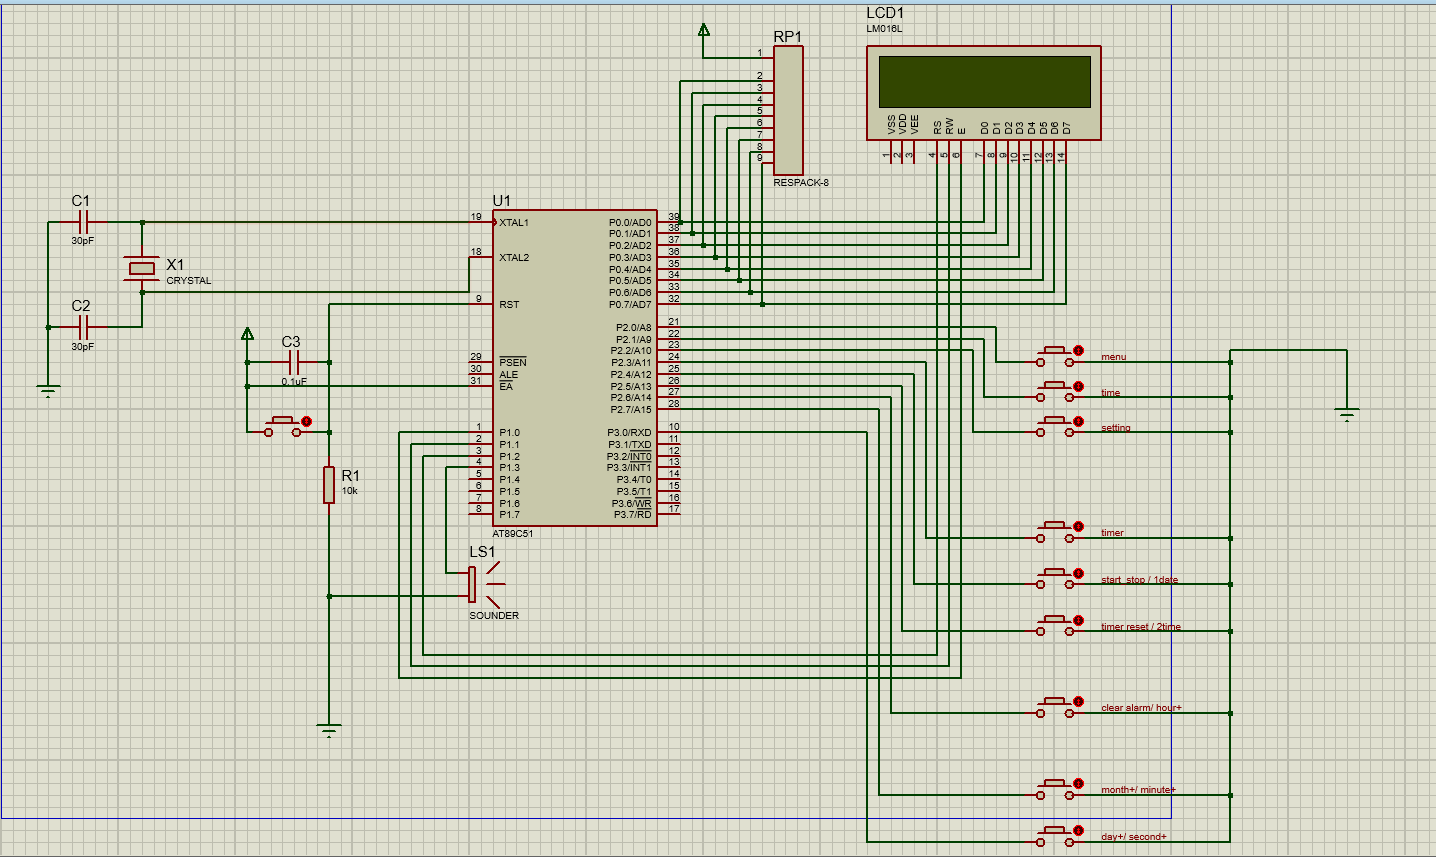 LCD1
LM016L
VSS
VDD
VEE
RS
RW
E
D0
D1
D2
D3
D4
D5
D6
D7
1
2
3
4
5
6
7
8
9
10
11
12
13
14
RP1
1
2
3
4
5
6
7
8
9
RESPACK-8
C1
30pF
X1
CRYSTAL
C2
30pF
C3
0.1uF
R1
10k
U1
19 XTAL1
18 XTAL2
9 RST
29 PSEN
30 ALE
31 EA
1 P1.0
2 P1.1
3 P1.2
4 P1.3
5 P1.4
6 P1.5
7 P1.6
8 P1.7
P0.0/AD0 39
P0.1/AD1 38
P0.2/AD2 37
P0.3/AD3 36
P0.4/AD4 35
P0.5/AD5 34
P0.6/AD6 33
P0.7/AD7 32
P2.0/A8 21
P2.1/A9 22
P2.2/A10 23
P2.3/A11 24
P2.4/A12 25
P2.5/A13 26
P2.6/A14 27
P2.7/A15 28
P3.0/RXD 10
P3.1/TXD 11
P3.2/INT0 12
P3.3/INT1 13
P3.4/T0 14
P3.5/T1 15
P3.6/WR 16
P3.7/RD 17
AT89C51
LS1
SOUNDER
menu
time
setting
timer
start_stop / 1date
timer reset / 2time
clear alarm/ hour+
month+/ minute+
day+/ second+